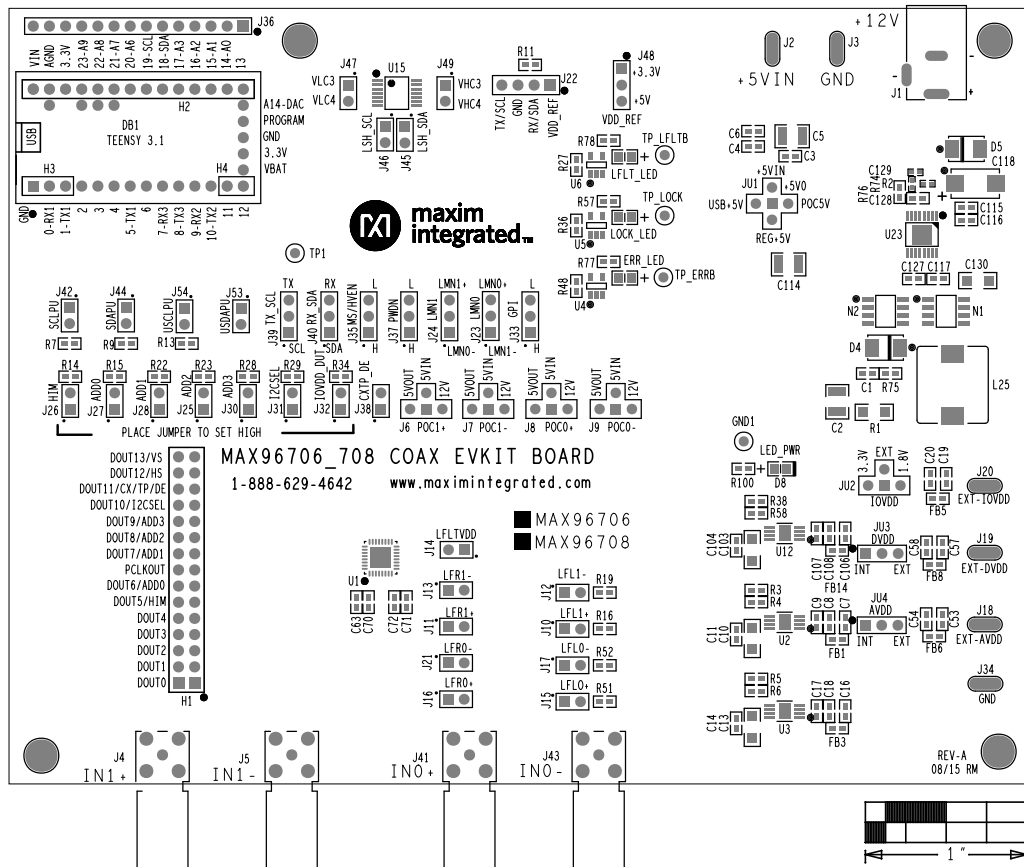 J36
VIN
AGND
3.3V
23-A9
22-A8
21-A7
20-A6
19-SCL
18-SDA
17-A3
16-A2
15-A1
14-A0
13
H2
DB1
TEENSY 3.1
USB
H3
H4
A14-DAC
PROGRAM
GND
3.3V
VBAT
GND
0-RX1
1-TX1
2
3
4
5-TX1
6
7-RX3
8-TX3
9-RX2
10-TX2
11
12
J47
U15
J49
VLC3
VLC4
VHC3
VHC4
LSH_SCL
LSH_SDA
J46
J45
R11
J22
TX/SCL
GND
RX/SDA
VDD_REF
J48
+3.3V
+5V
VDD_REF
R78
TP_LFLTB
R27
U6
LFLT_LED
R57
TP_LOCK
R36
U5
LOCK_LED
R77
ERR_LED
TP_ERRB
R48
U4
+12V
J2
J3
+5VIN
GND
J1
-
+
C6
C4
C5
C3
+5VIN
JU1
+5VO
USB+5V
POC5V
REG+5V
C114
D5
C118
C129
R2
R74
R76
C128
+
C115
C116
U23
C127
C117
C130
N2
N1
D4
C1
R75
L25
C2
R1
maxim
integrated™
TP1
J42
SCLPU
R7
J44
SDAPU
R9
J54
USCLPU
R13
J53
USDAPU
TX
TX_SCL
J39
SCL
RX
RX_SDA
J40
SDA
L
MS/HVEN
J35
H
L
PWDN
J37
H
LMN1+
LMN1
J24
LMN0-
LMN0+
LMN0
J23
LMN1-
L
GPI
J33
H
R14
HIM
J26
R15
ADD0
J27
R22
ADD1
J28
R23
ADD2
J25
R28
ADD3
J30
R29
I2CSEL
J31
R34
IOVDD_DUT
J32
CXTP_DE
J38
5VOUT
5VIN
12V
J6 POC1+
5VOUT
5VIN
12V
J7 POC1-
5VOUT
5VIN
12V
J8 POC0+
5VOUT
5VIN
12V
J9 POC0-
PLACE JUMPER TO SET HIGH
MAX96706_708 COAX EVKIT BOARD
1-888-629-4642 www.maximintegrated.com
MAX96706
MAX96708
DOUT13/VS
DOUT12/HS
DOUT11/CX/TP/DE
DOUT10/I2CSEL
DOUT9/ADD3
DOUT8/ADD2
DOUT7/ADD1
PCLKOUT
DOUT6/ADD0
DOUT5/HIM
DOUT4
DOUT3
DOUT2
DOUT1
DOUT0
H1
U1
C63
C70
C72
C71
LFLTVDD
J14
LFR1-
J13
LFR1+
J11
LFR0-
J21
LFR0+
J16
LFL1-
J12
R19
LFL1+
J10
R16
LFL0-
J17
R52
LFL0+
J15
R51
GND1
LED_PWR
R100
+
D8
3.3V
EXT
1.8V
JU2
IOVDD
C20
C19
FB5
J20
EXT-IOVDD
R38
R58
C104
C103
U12
C107
C108
C106
FB14
JU3
DVDD
INT
EXT
C58
C57
FB8
J19
EXT-DVDD
R3
R4
C11
C10
U2
C9
C8
C7
FB1
JU4
AVDD
INT
EXT
C54
C53
FB6
J18
EXT-AVDD
R5
R6
C14
C13
U3
C17
C18
C16
FB3
J34
GND
J4
IN1+
J5
IN1-
J41
IN0+
J43
IN0-
REV-A
08/15 RM
1"